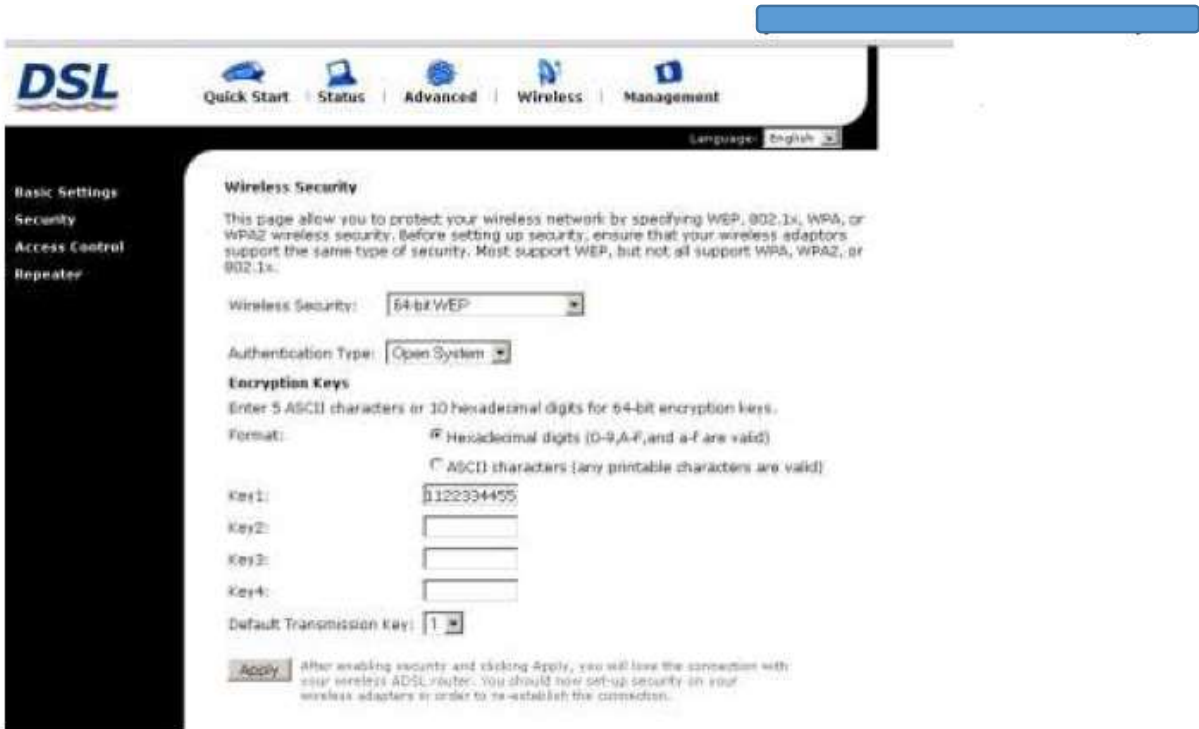 DSL
Quick Start | Status | Advanced | Wireless | Management
Language: English
Basic Settings
Security
Access Control
Repeater
Wireless Security
This page allow you to protect your wireless network by specifying WEP, 802.1x, WPA, or
WPA2 wireless security. Before setting up security, ensure that your wireless adaptors
support the same type of security. Most support WEP, but not all support WPA, WPA2, or
802.1x.
Wireless Security: 64-bit WEP
Authentication Type: Open System
Encryption Keys
Enter 5 ASCII characters or 10 hexadecimal digits for 64-bit encryption keys.
Format: Hexadecimal digits (0-9,A-F,and a-f are valid)
ASCII characters (any printable characters are valid)
Key1: 1122334455
Key2:
Key3:
Key4:
Default Transmission Key: 1
Apply
After enabling security and clicking Apply, you will lose the connection with
your wireless ADSL router. You should now set-up security on your
wireless adapters in order to re-establish the connection.